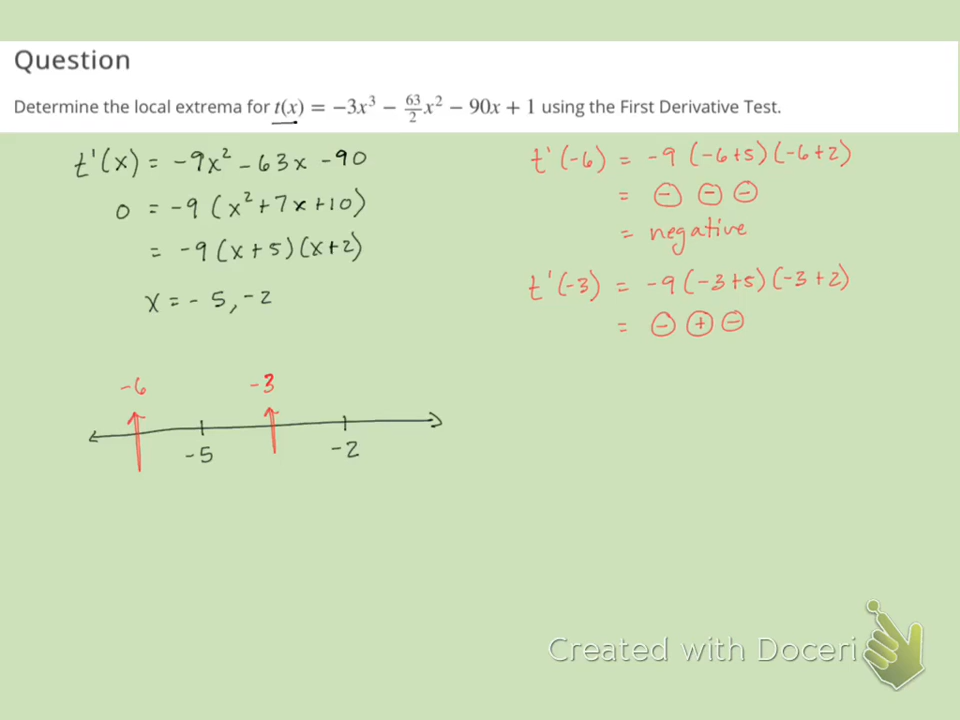 Question
Determine the local extrema for t(x) = −3x³ − 63/2 x² − 90x + 1 using the First Derivative Test.
t'(x) = -9x² - 63x - 90
0 = -9(x² + 7x + 10)
= -9(x + 5)(x + 2)
x = -5, -2
t'(-6) = -9(-6+5)(-6+2)
= ⊖ ⊖ ⊖
= negative
t'(-3) = -9(-3+5)(-3+2)
= ⊖ ⊕ ⊖
-6 -3
-5 -2
Created with Doceri